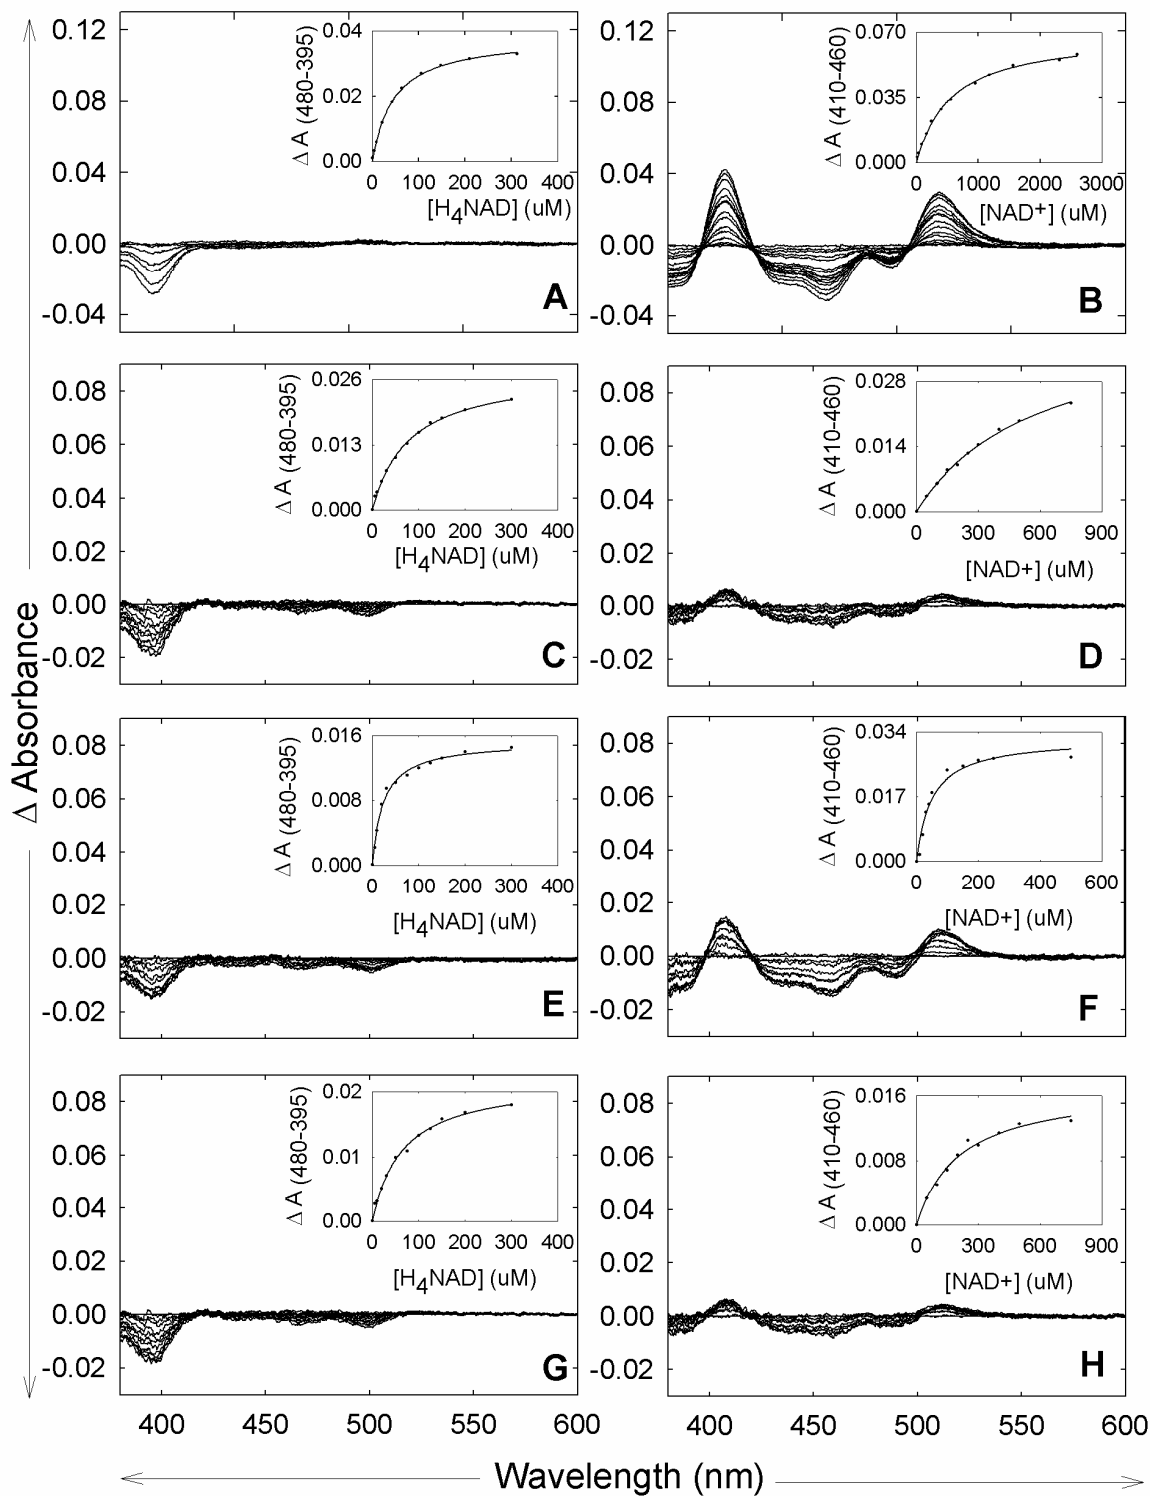 Δ Absorbance
0.12
0.08
0.04
0.00
-0.04
Δ A (480-395)
0.04
0.02
0.00
0 100 200 300 400
[H4NAD] (uM)
A
0.12
0.08
0.04
0.00
-0.04
Δ A (410-460)
0.070
0.035
0.000
0 1000 2000 3000
[NAD+] (uM)
B
0.08
0.06
0.04
0.02
0.00
-0.02
Δ A (480-395)
0.026
0.013
0.000
0 100 200 300 400
[H4NAD] (uM)
C
0.08
0.06
0.04
0.02
0.00
-0.02
Δ A (410-460)
0.028
0.014
0.000
0 300 600 900
[NAD+] (uM)
D
0.08
0.06
0.04
0.02
0.00
-0.02
Δ A (480-395)
0.016
0.008
0.000
0 100 200 300 400
[H4NAD] (uM)
E
0.08
0.06
0.04
0.02
0.00
-0.02
Δ A (410-460)
0.034
0.017
0.000
0 200 400 600
[NAD+] (uM)
F
0.08
0.06
0.04
0.02
0.00
-0.02
Δ A (480-395)
0.02
0.01
0.00
0 100 200 300 400
[H4NAD] (uM)
G
0.08
0.06
0.04
0.02
0.00
-0.02
Δ A (410-460)
0.016
0.008
0.000
0 300 600 900
[NAD+] (uM)
H
400 450 500 550 600
400 450 500 550 600
Wavelength (nm)